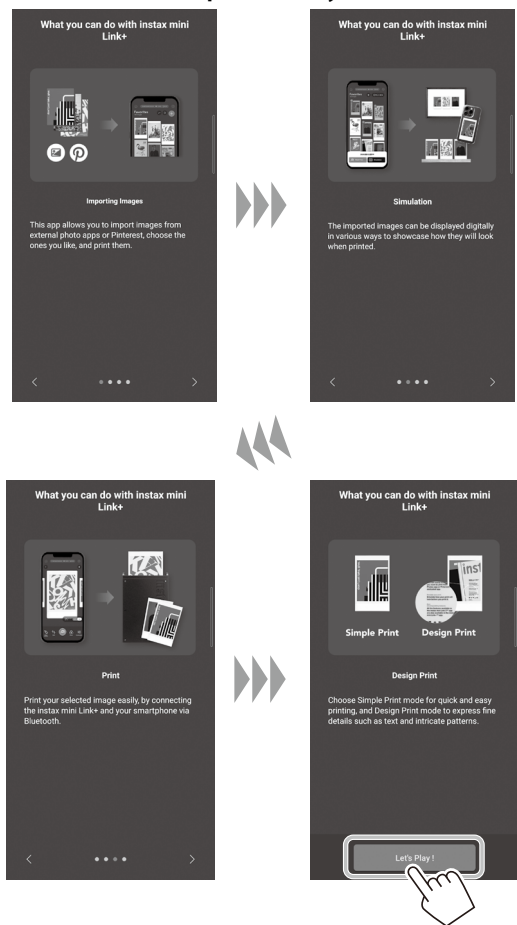 What you can do with instax mini
Link+
Importing Images
This app allows you to import images from
external photo apps or Pinterest, choose the
ones you like, and print them.
What you can do with instax mini
Link+
Simulation
The imported images can be displayed digitally
in various ways to showcase how they will look
when printed.
What you can do with instax mini
Link+
Print
Print your selected image easily, by connecting
the instax mini Link+ and your smartphone via
Bluetooth.
What you can do with instax mini
Link+
inst
Simple Print
Design Print
Design Print
Choose Simple Print mode for quick and easy
printing, and Design Print mode to express fine
details such as text and intricate patterns.
Let's Play !